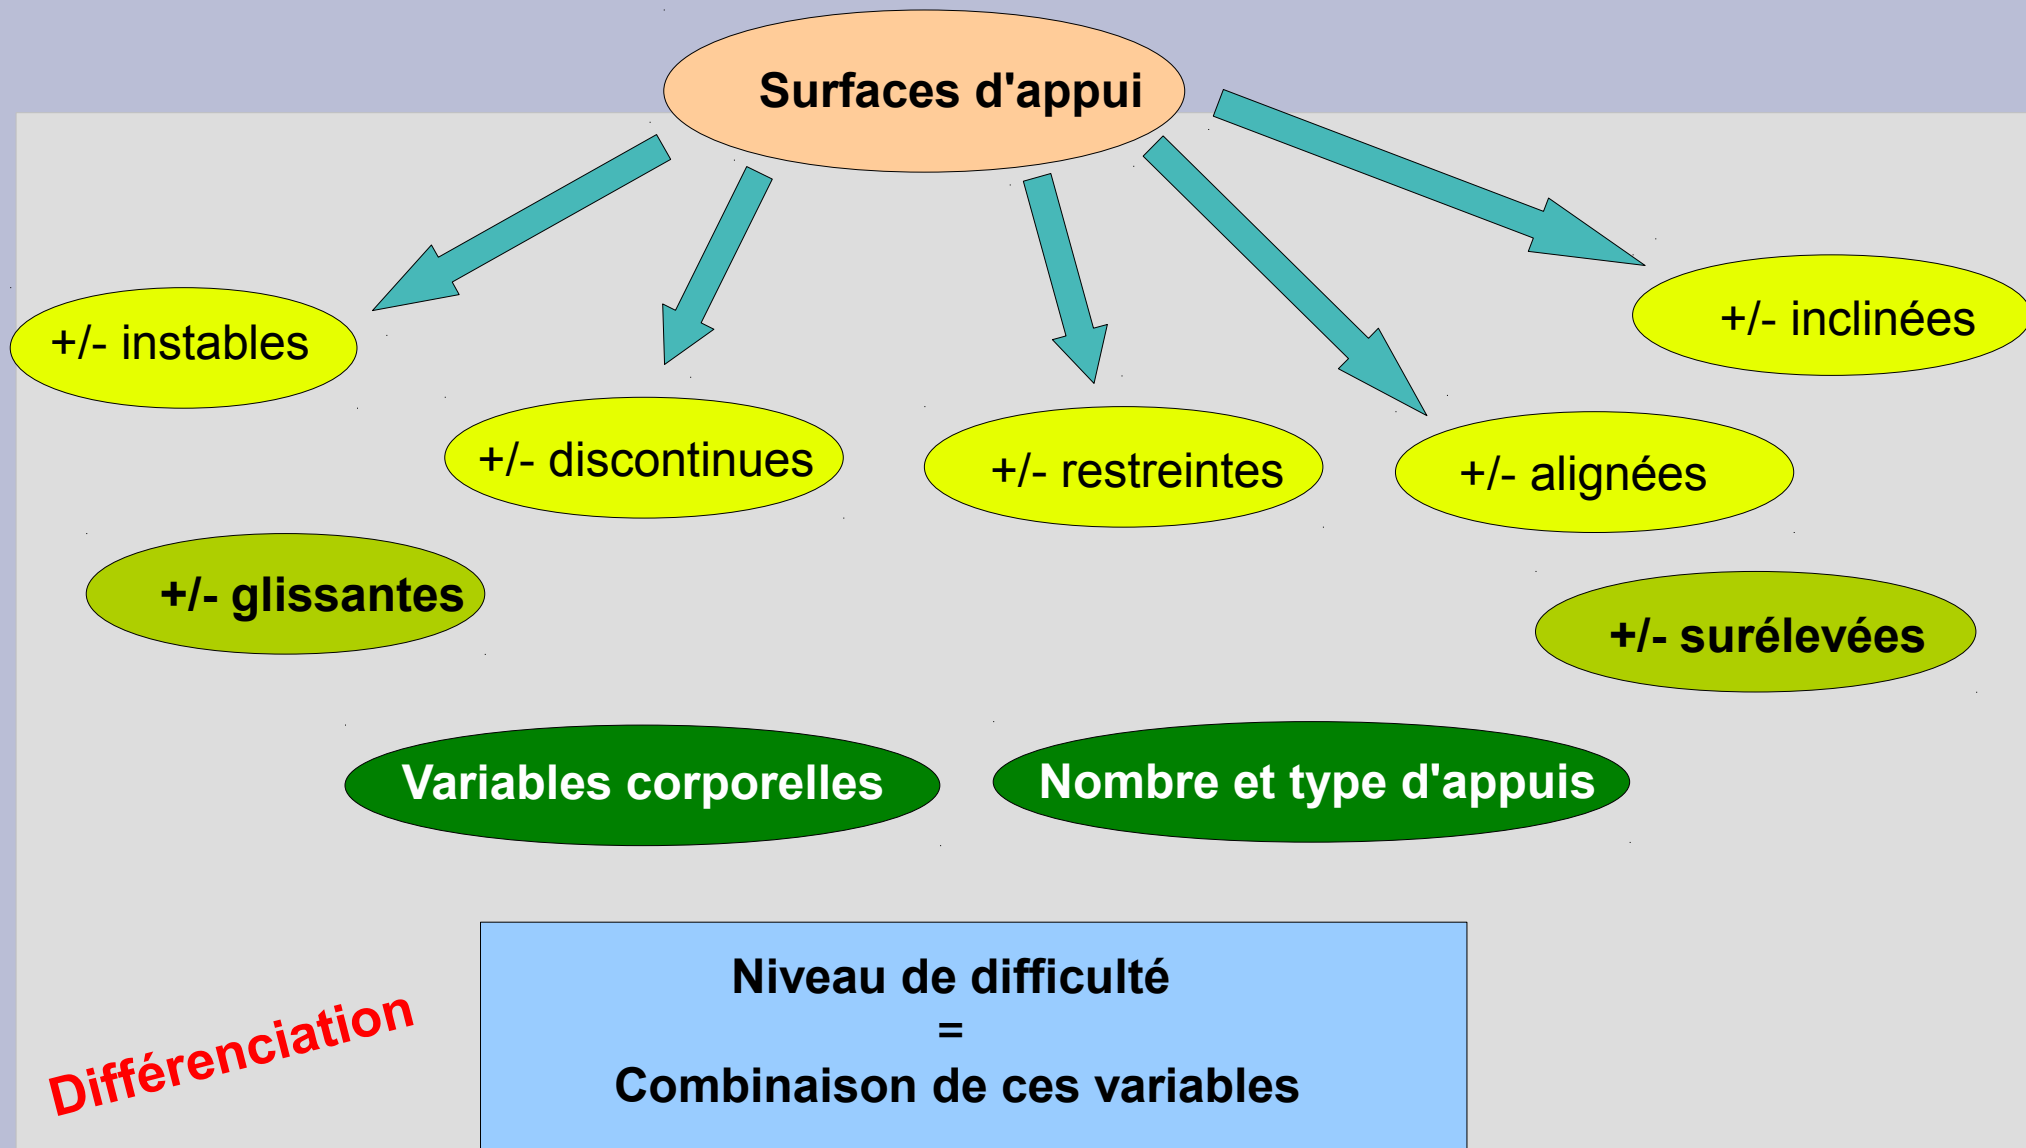 Surfaces d'appui
+/- instables
+/- discontinues
+/- restreintes
+/- alignées
+/- inclinées
+/- glissantes
+/- surélevées
Variables corporelles
Nombre et type d'appuis
Différenciation
Niveau de difficulté
=
Combinaison de ces variables